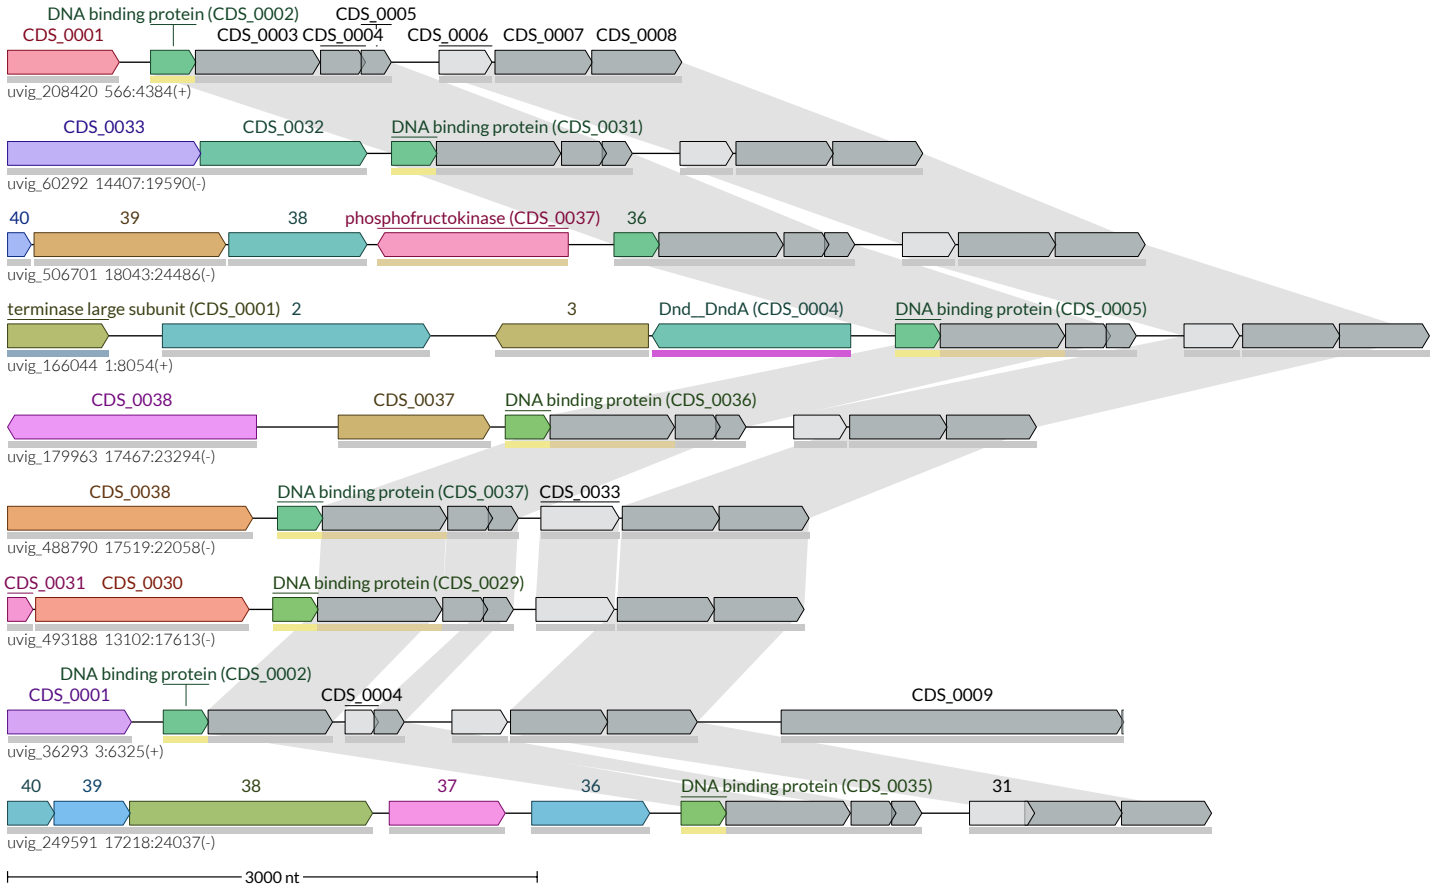 DNA binding protein (CDS_0002) CDS_0005
CDS_0001 CDS_0003 CDS_0004 CDS_0006 CDS_0007 CDS_0008
uvig_208420 566:4384(+)
CDS_0033 CDS_0032 DNA binding protein (CDS_0031)
uvig_60292 14407:19590(-)
40 39 38 phosphofructokinase (CDS_0037) 36
uvig_506701 18043:24486(-)
terminase large subunit (CDS_0001) 2 3 Dnd__DndA (CDS_0004) DNA binding protein (CDS_0005)
uvig_166044 1:8054(+)
CDS_0038 CDS_0037 DNA binding protein (CDS_0036)
uvig_179963 17467:23294(-)
CDS_0038 DNA binding protein (CDS_0037) CDS_0033
uvig_488790 17519:22058(-)
CDS_0031 CDS_0030 DNA binding protein (CDS_0029)
uvig_493188 13102:17613(-)
DNA binding protein (CDS_0002)
CDS_0001 CDS_0004 CDS_0009
uvig_36293 3:6325(+)
40 39 38 37 36 DNA binding protein (CDS_0035) 31
uvig_249591 17218:24037(-)
3000 nt